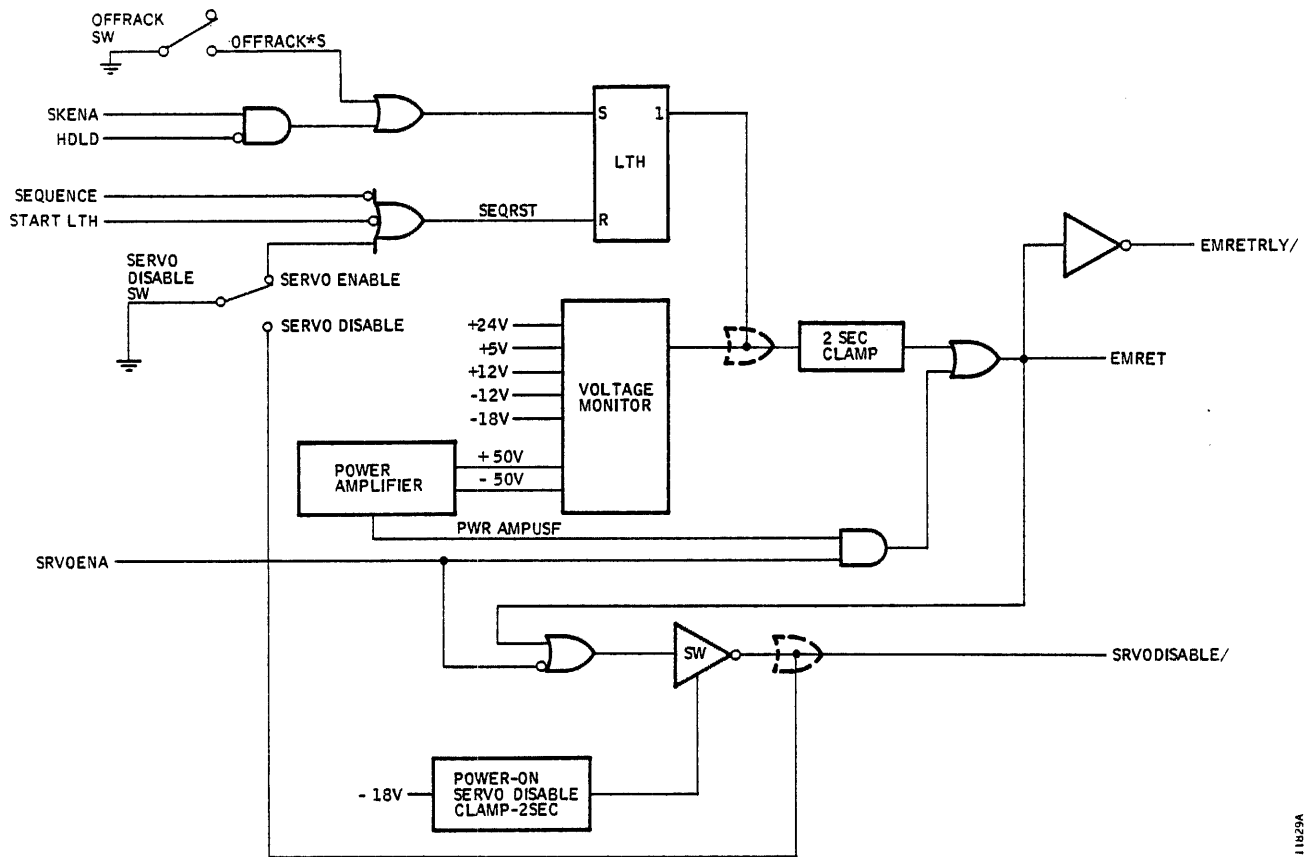 OFFRACK
SW
OFFRACK*S
SKENA
HDLD
S 1
LTH
R
SEQUENCE
START LTH
SEQRST
SERVO
DISABLE
SW
SERVO ENABLE
SERVO DISABLE
EMRETRLY/
+24V
+5V
+12V
-12V
-18V
VOLTAGE
MONITOR
2 SEC
CLAMP
EMRET
POWER
AMPLIFIER
+ 50V
- 50V
PWR AMPUSF
SRVOENA
SW
SRVODISABLE/
- 18V
POWER-ON
SERVO DISABLE
CLAMP-2SEC